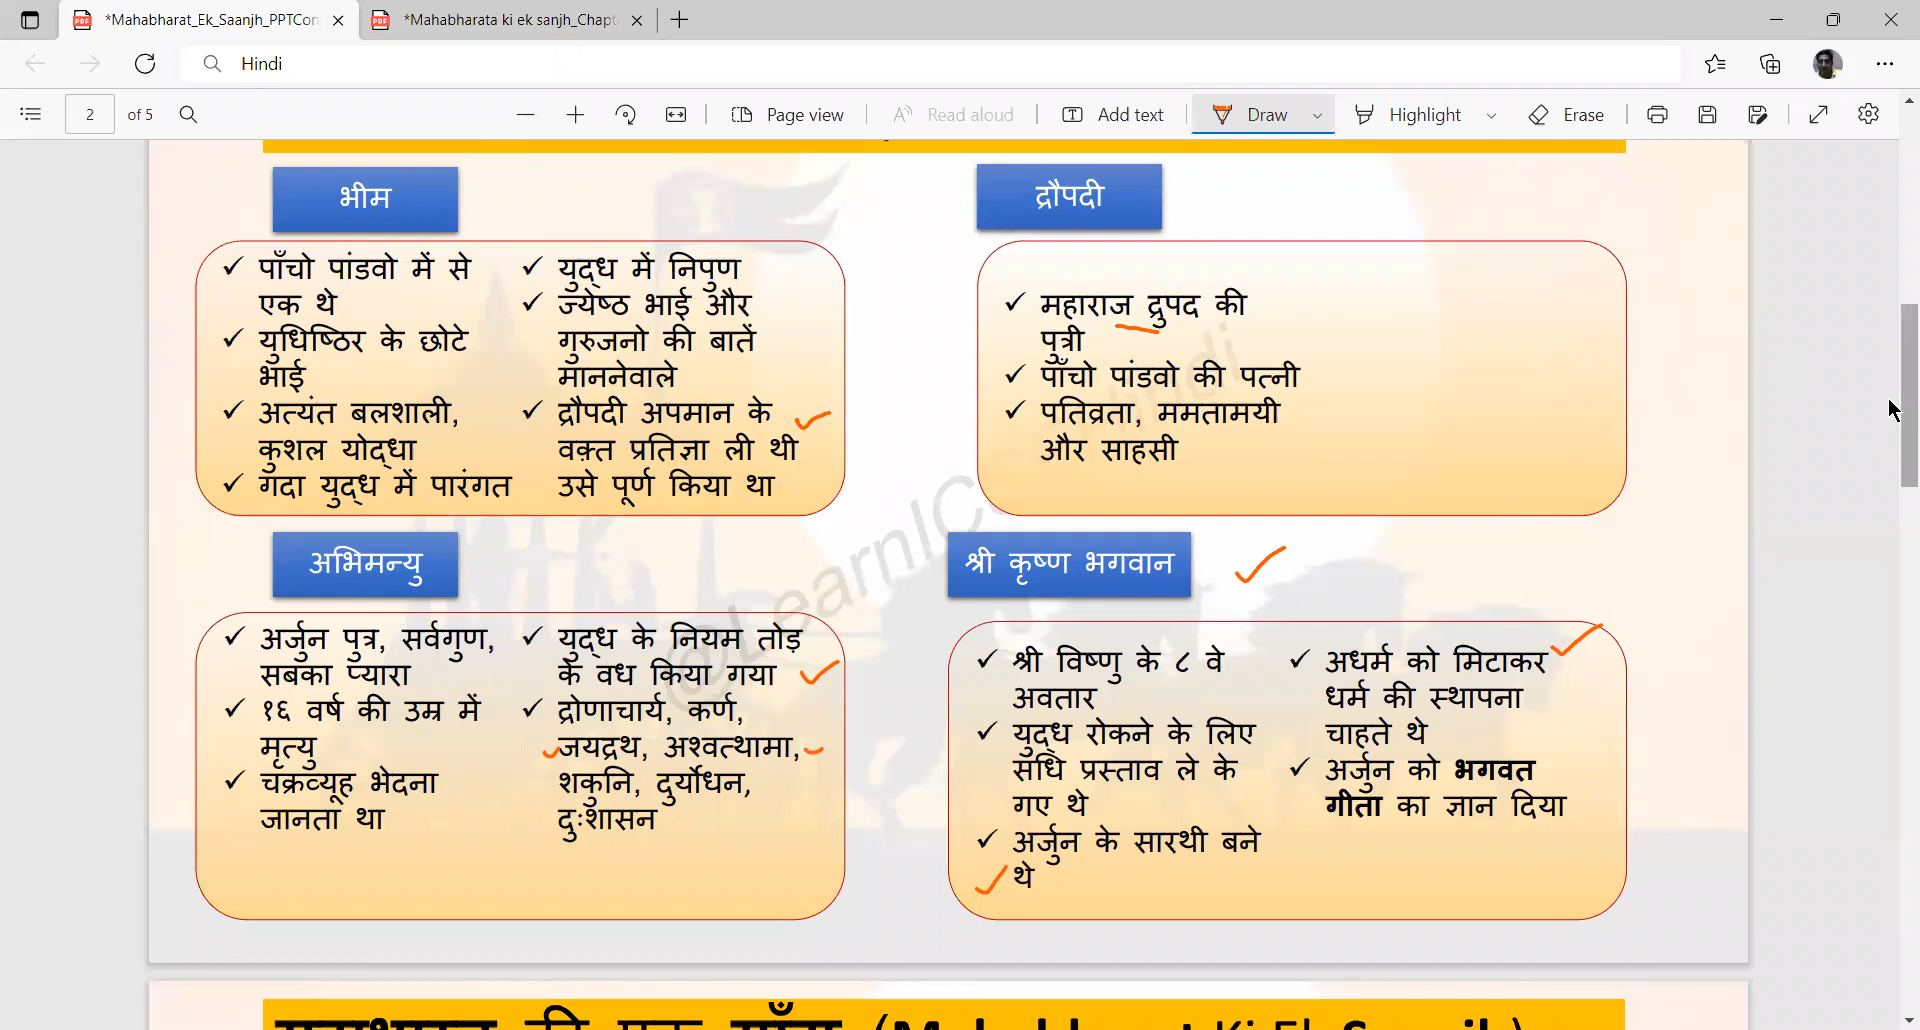 *Mahabharat_Ek_Saanjh_PPTCon
*Mahabharata ki ek sanjh_Chapt
Hindi
2 of 5
Page view
Read aloud
Add text
Draw
Highlight
Erase
भीम
पाँचो पांडवो में से
एक थे
युधिष्ठिर के छोटे
भाई
अत्यंत बलशाली,
कुशल योद्धा
गदा युद्ध में पारंगत
युद्ध में निपुण
ज्येष्ठ भाई और
गुरुजनो की बातें
माननेवाले
द्रौपदी अपमान के
वक़्त प्रतिज्ञा ली थी
उसे पूर्ण किया था
द्रौपदी
महाराज द्रुपद की
पुत्री
पाँचो पांडवो की पत्नी
पतिव्रता, ममतामयी
और साहसी
अभिमन्यु
अर्जुन पुत्र, सर्वगुण,
सबका प्यारा
१६ वर्ष की उम्र में
मृत्यु
चक्रव्यूह भेदना
जानता था
युद्ध के नियम तोड़
के वध किया गया
द्रोणाचार्य, कर्ण,
जयद्रथ, अश्वत्थामा,
शकुनि, दुर्योधन,
दुःशासन
श्री कृष्ण भगवान
श्री विष्णु के ८ वे
अवतार
युद्ध रोकने के लिए
संधि प्रस्ताव ले के
गए थे
अर्जुन के सारथी बने
थे
अधर्म को मिटाकर
धर्म की स्थापना
चाहते थे
अर्जुन को भगवत
गीता का ज्ञान दिया